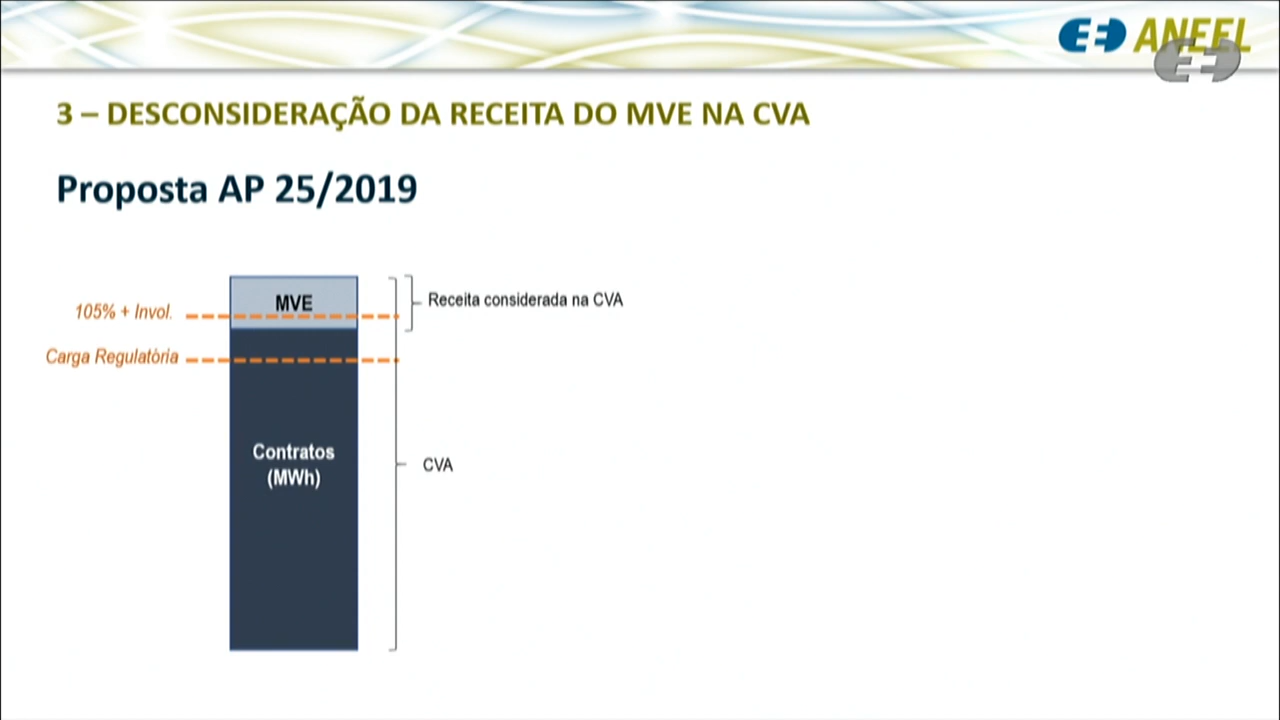 ANEEL
3 – DESCONSIDERAÇÃO DA RECEITA DO MVE NA CVA
Proposta AP 25/2019
MVE
Receita considerada na CVA
105% + Invol.
Carga Regulatória
Contratos
(MWh)
CVA